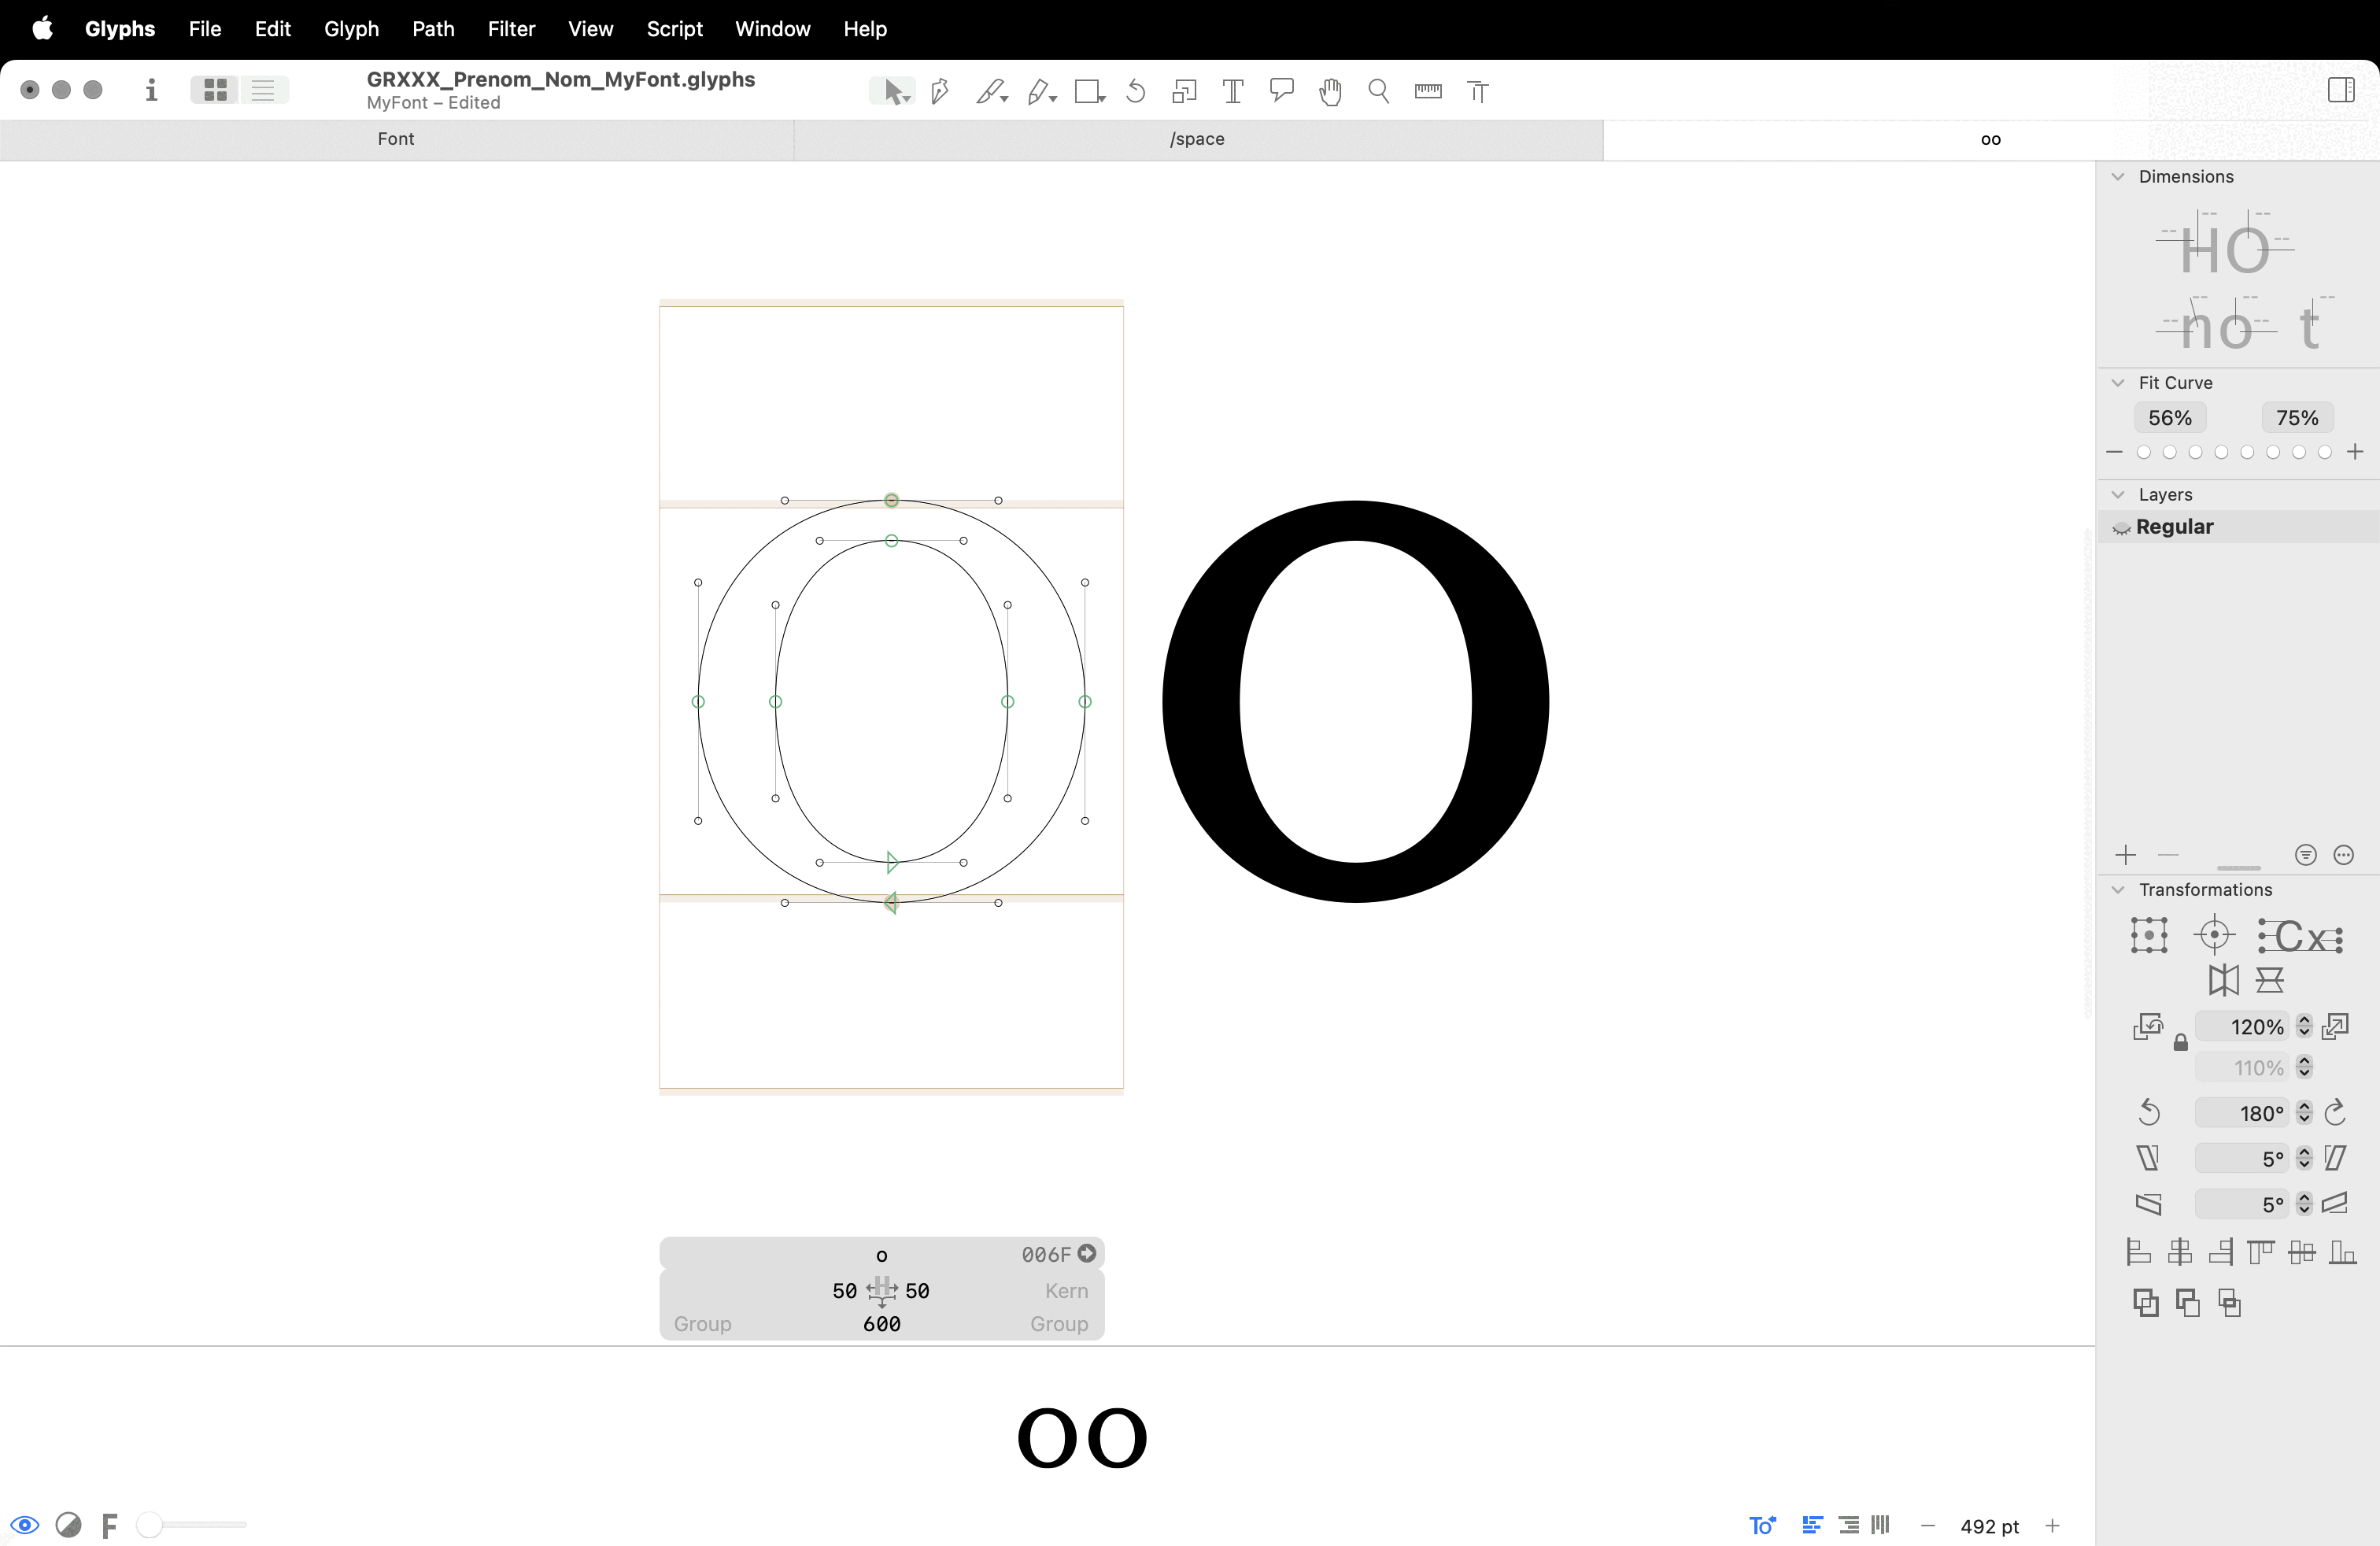 Glyphs File Edit Glyph Path Filter View Script Window Help
GRXXX_Prenom_Nom_MyFont.glyphs
MyFont – Edited
Font /space oo
Dimensions
HO
no t
Fit Curve
56% 75%
Layers
Regular
o
Transformations
Cx
120%
110%
180°
5°
5°
o 006F
50 H 50 Kern
Group 600 Group
oo
F
To
492 pt